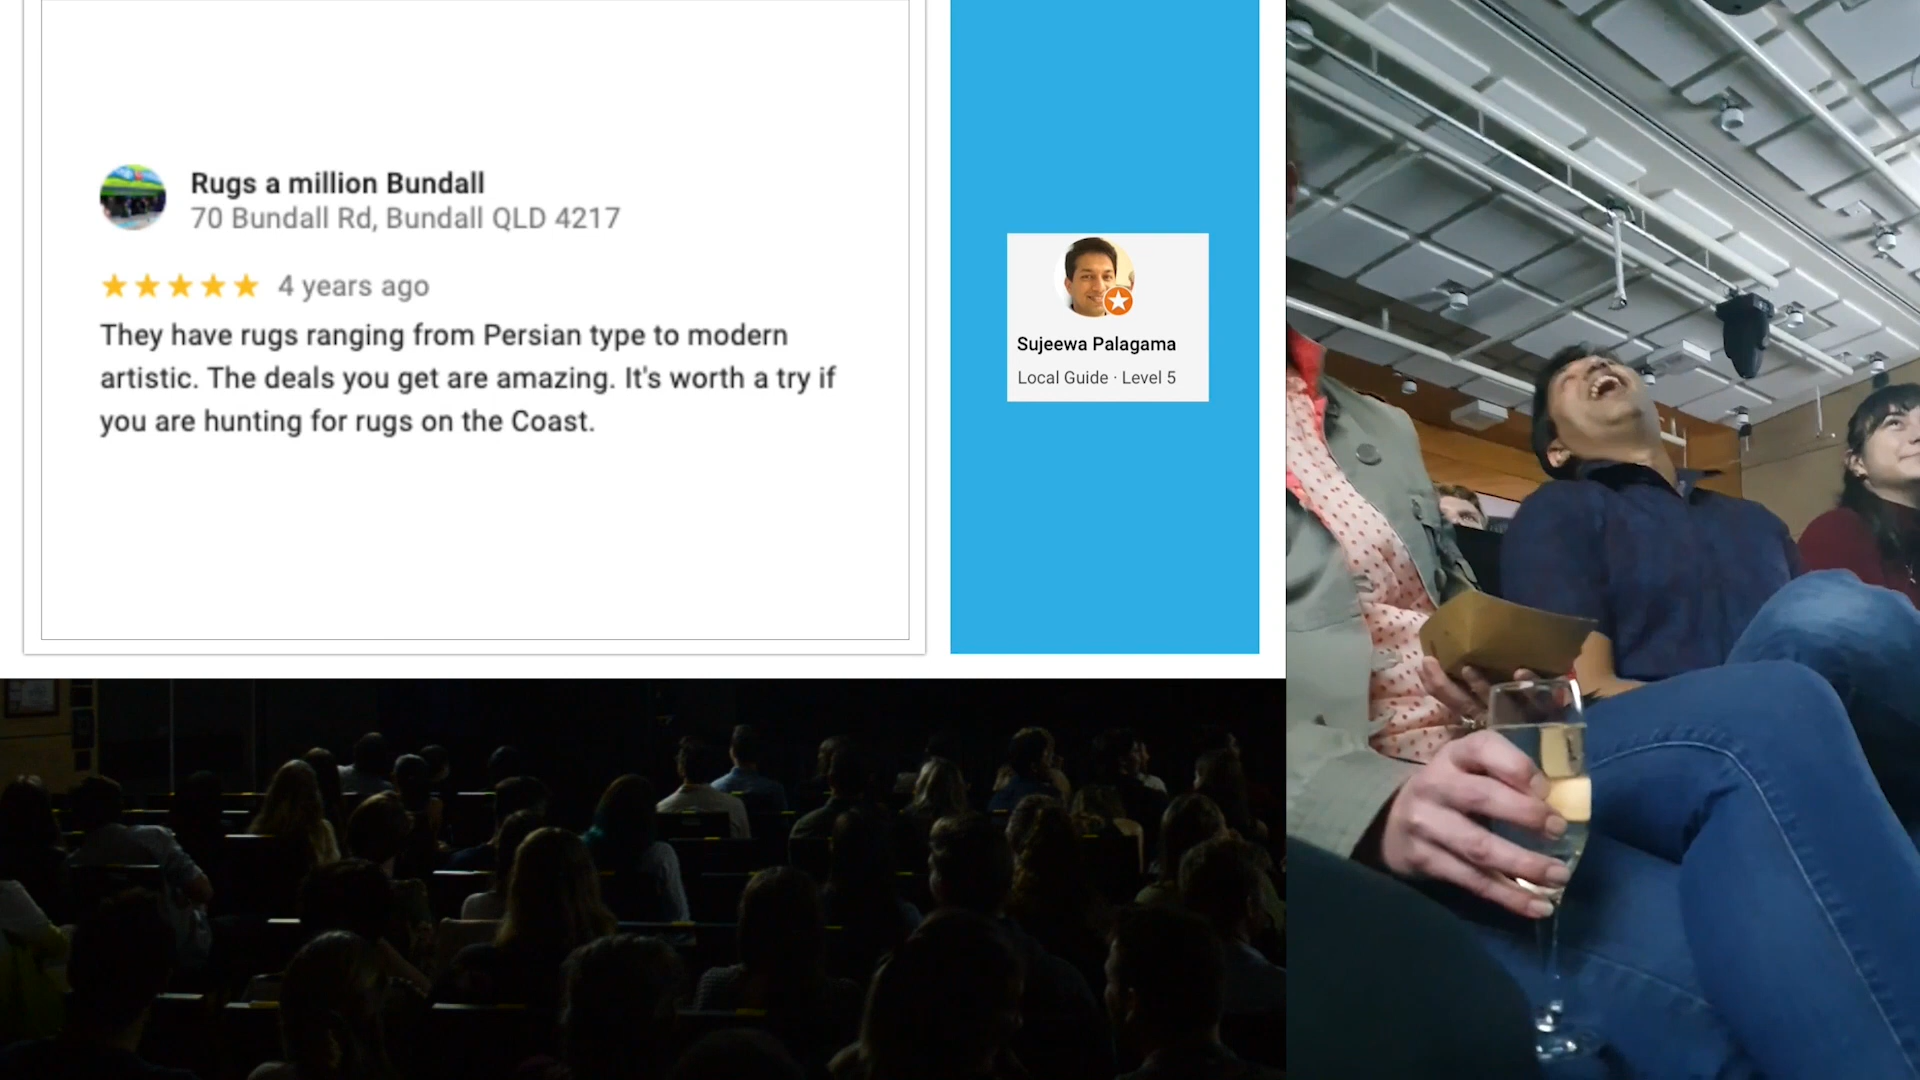 Rugs a million Bundall
70 Bundall Rd, Bundall QLD 4217
4 years ago
They have rugs ranging from Persian type to modern
artistic. The deals you get are amazing. It's worth a try if
you are hunting for rugs on the Coast.
Sujeewa Palagama
Local Guide · Level 5